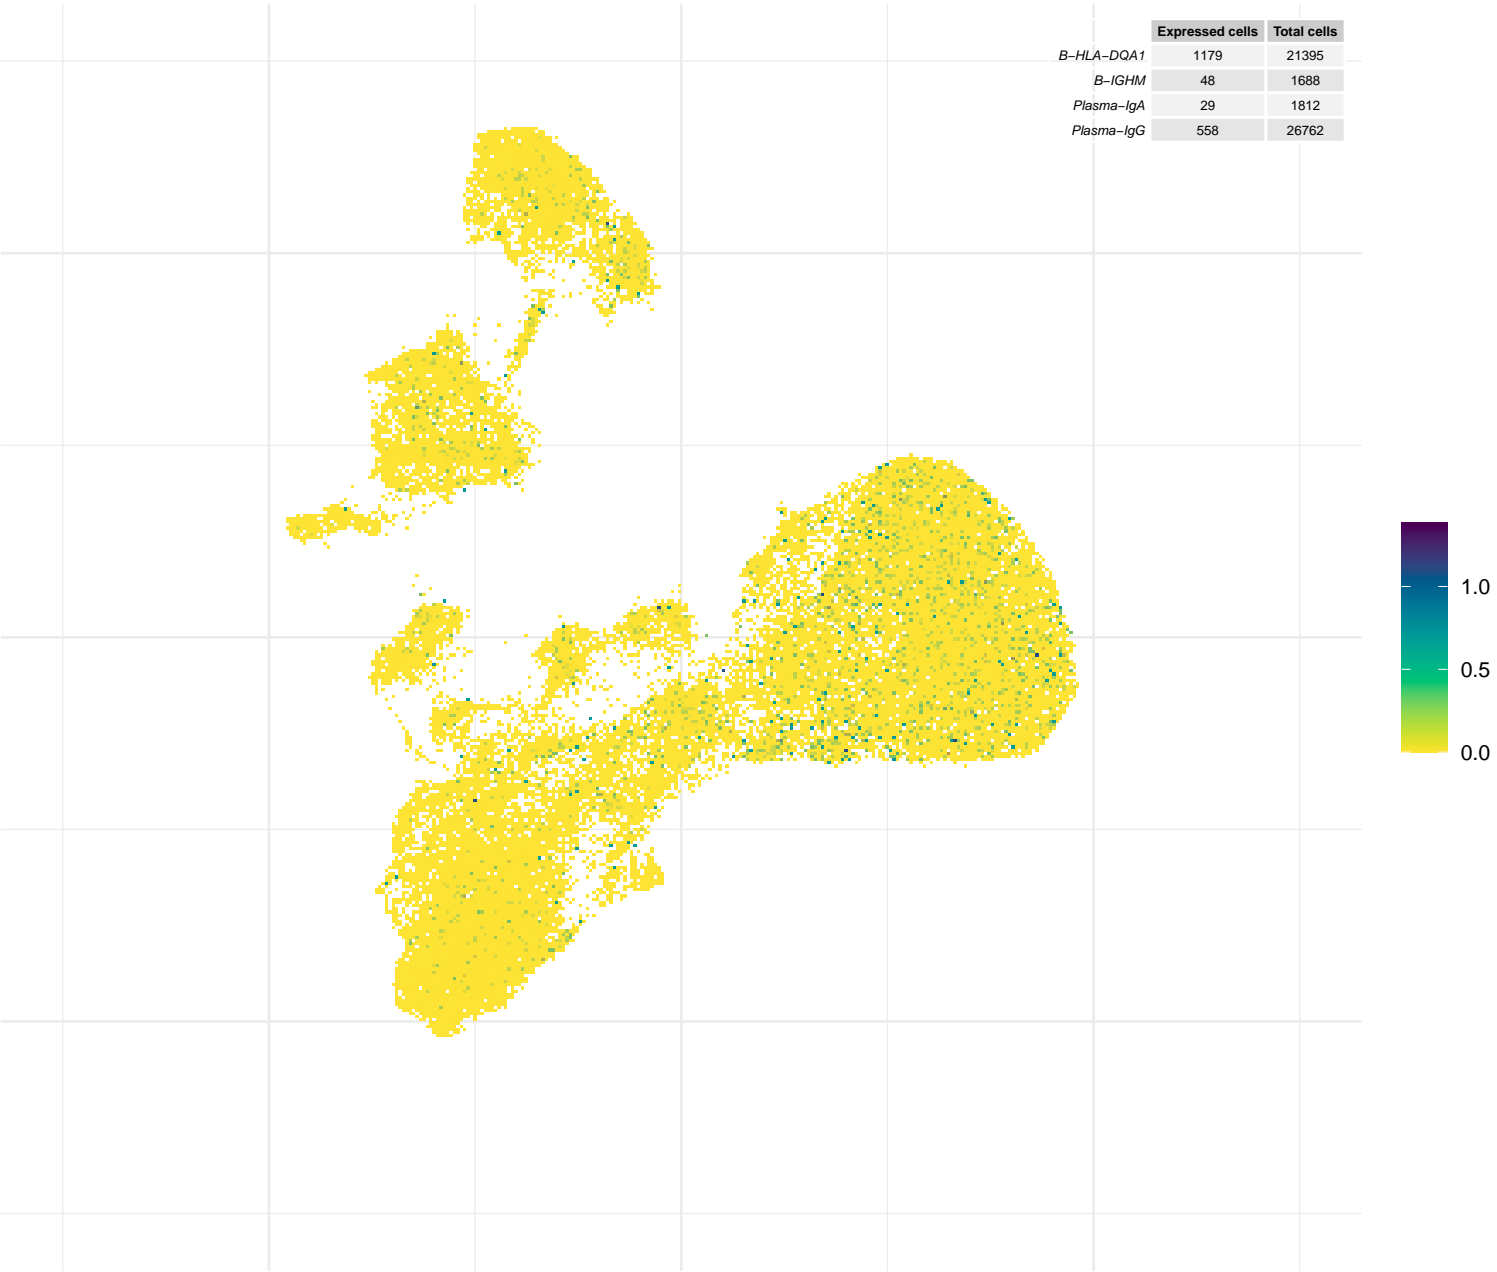 Expressed cells Total cells
B−HLA−DQA1 1179 21395
B−IGHM 48 1688
Plasma−IgA 29 1812
Plasma−IgG 558 26762
1.0
0.5
0.0